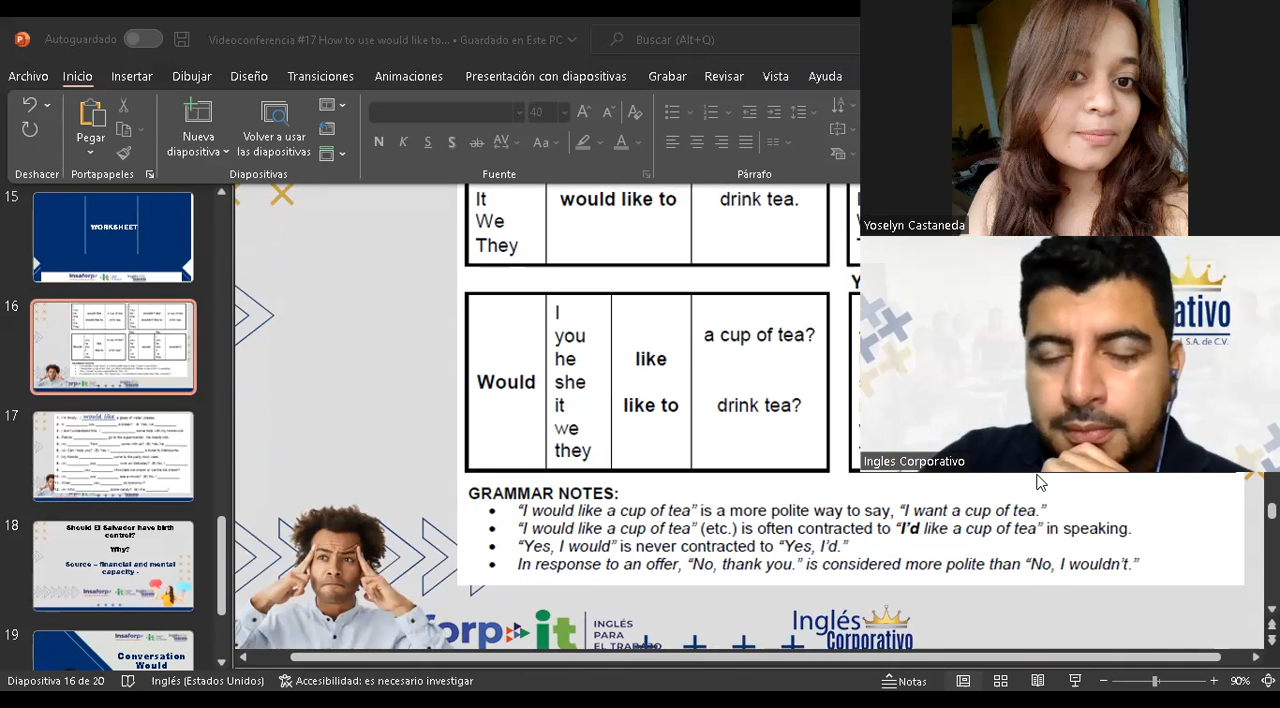 Autoguardado
Videoconferencia #17 How to use would like to... • Guardado en Este PC
Buscar (Alt+Q)
Archivo Inicio Insertar Dibujar Diseño Transiciones Animaciones Presentación con diapositivas Grabar Revisar Vista Ayuda
Pegar
Nueva diapositiva
Volver a usar las diapositivas
40
N K S S ab AV Aa A
Deshacer Portapapeles Diapositivas Fuente Párrafo
Yoselyn Castaneda
Ingles Corporativo
ativo
S.A. de C.V.
15
WORKSHEET
16
17
18
Should El Salvador have birth
control?
Why?
Source – financial and mental
capacity -
19
Conversation
Would
It
We
They
would like to
drink tea.
Would
I
you
he
she
it
we
they
like
like to
a cup of tea?
drink tea?
GRAMMAR NOTES:
• “I would like a cup of tea” is a more polite way to say, “I want a cup of tea.”
• “I would like a cup of tea” (etc.) is often contracted to “I’d like a cup of tea” in speaking.
• “Yes, I would” is never contracted to “Yes, I’d.”
• In response to an offer, “No, thank you.” is considered more polite than “No, I wouldn’t.”
forp it
INGLÉS
PARA
EL TRABAJO
Inglés
Corporativo
Diapositiva 16 de 20 Inglés (Estados Unidos) Accesibilidad: es necesario investigar Notas 90%